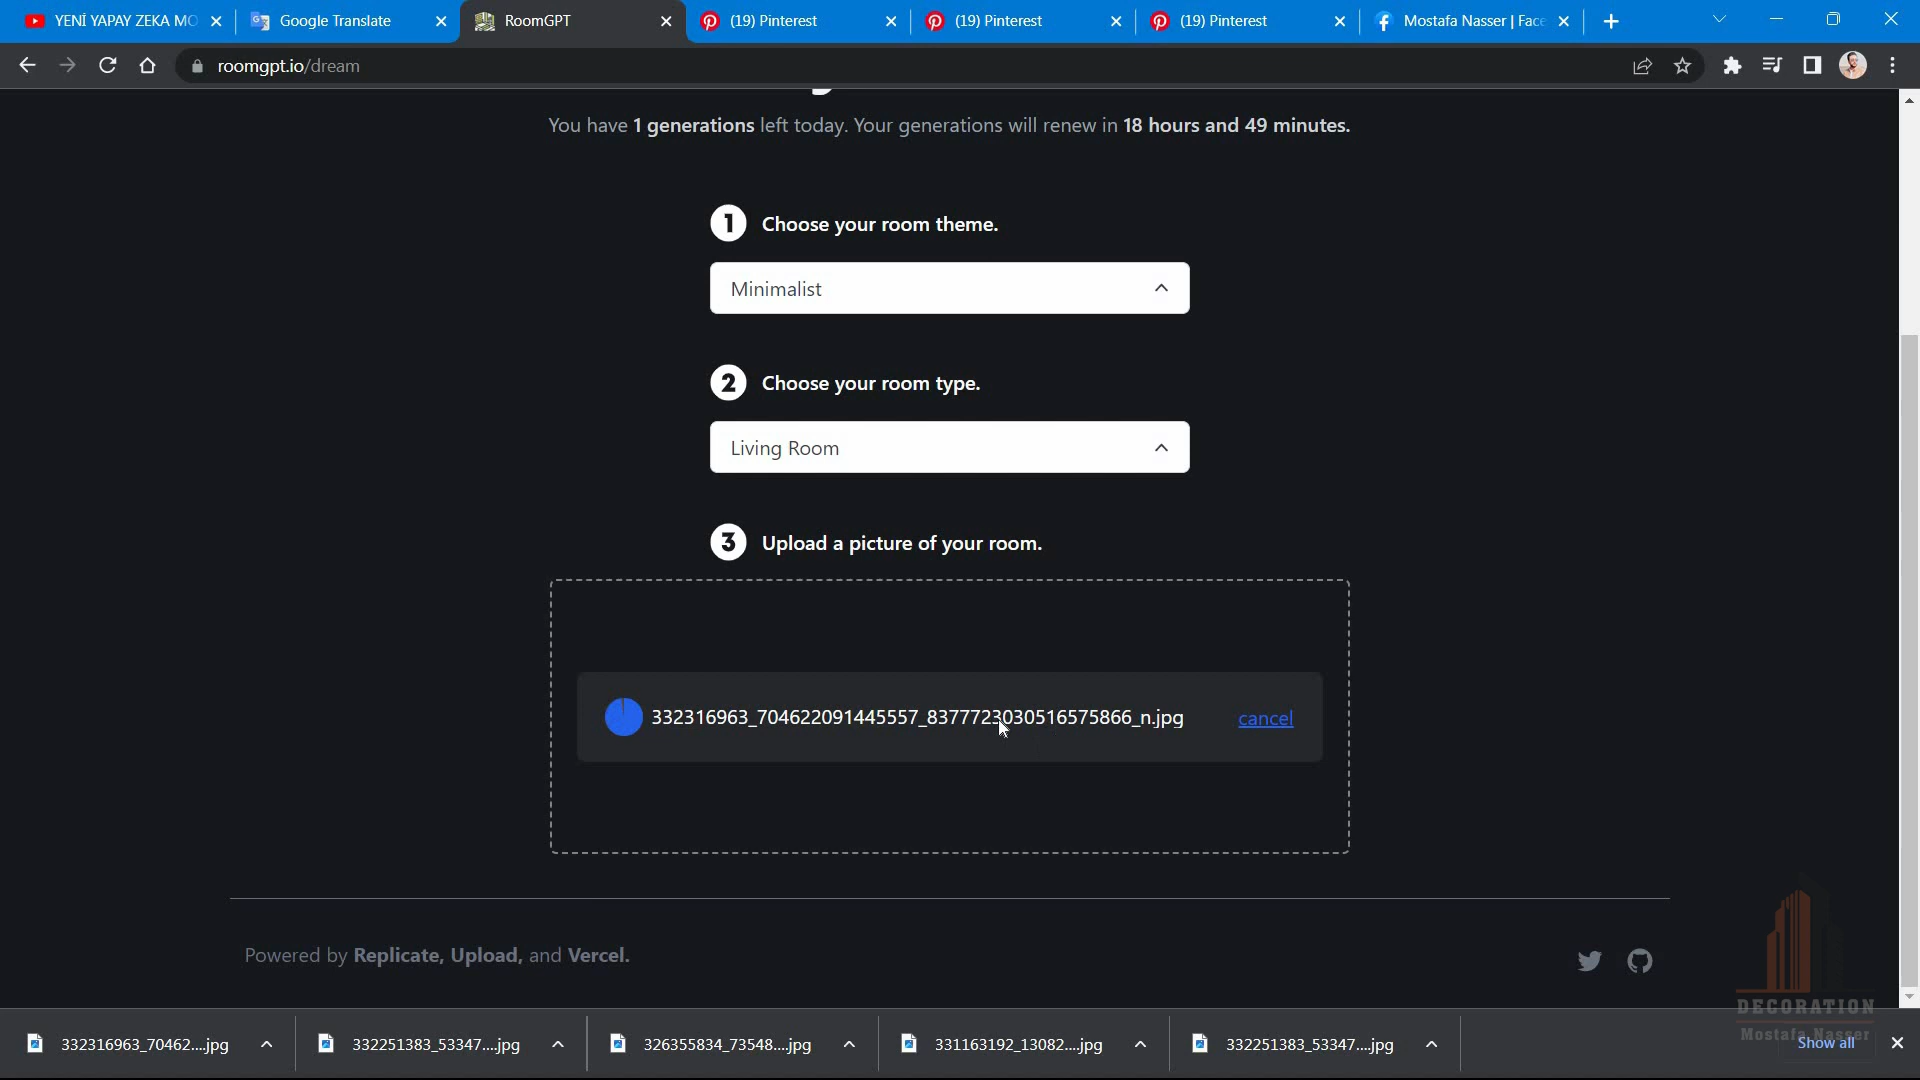 YENİ YAPAY ZEKA MO
Google Translate
RoomGPT
(19) Pinterest
(19) Pinterest
(19) Pinterest
Mostafa Nasser | Face
roomgpt.io/dream
You have 1 generations left today. Your generations will renew in 18 hours and 49 minutes.
1 Choose your room theme.
Minimalist
2 Choose your room type.
Living Room
3 Upload a picture of your room.
332316963_704622091445557_8377723030516575866_n.jpg
cancel
Powered by Replicate, Upload, and Vercel.
DECORATION
Mostafa Nasser
332316963_70462....jpg
332251383_53347....jpg
326355834_73548....jpg
331163192_13082....jpg
332251383_53347....jpg
Show all